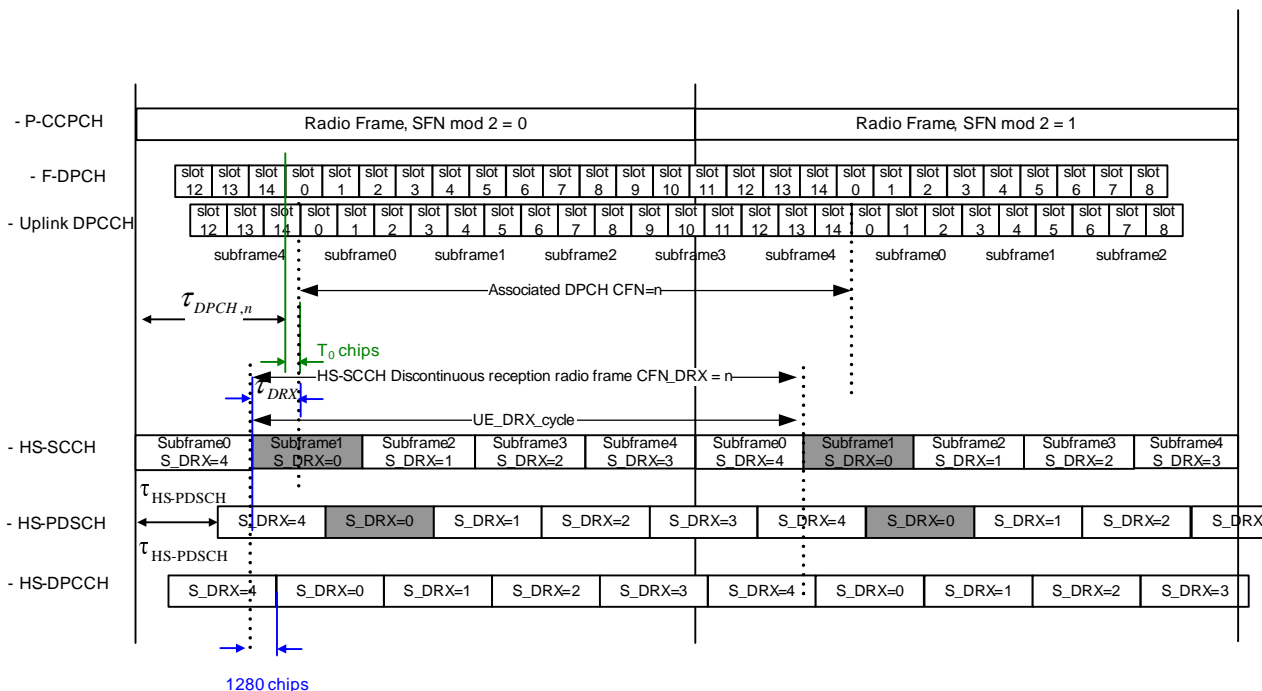 - P-CCPCH
Radio Frame, SFN mod 2 = 0
Radio Frame, SFN mod 2 = 1
- F-DPCH
slot 12 slot 13 slot 14 slot 0 slot 1 slot 2 slot 3 slot 4 slot 5 slot 6 slot 7 slot 8 slot 9 slot 10 slot 11 slot 12 slot 13 slot 14 slot 0 slot 1 slot 2 slot 3 slot 4 slot 5 slot 6 slot 7 slot 8
- Uplink DPCCH
slot 12 slot 13 slot 14 slot 0 slot 1 slot 2 slot 3 slot 4 slot 5 slot 6 slot 7 slot 8 slot 9 slot 10 slot 11 slot 12 slot 13 slot 14 slot 0 slot 1 slot 2 slot 3 slot 4 slot 5 slot 6 slot 7 slot 8
subframe4 subframe0 subframe1 subframe2 subframe3 subframe4 subframe0 subframe1 subframe2
Associated DPCH CFN=n
τDPCH,n
T0 chips
HS-SCCH Discontinuous reception radio frame CFN_DRX = n
τDRX
UE_DRX_cycle
- HS-SCCH
Subframe0 Subframe1 Subframe2 Subframe3 Subframe4 Subframe0 Subframe1 Subframe2 Subframe3 Subframe4
S_DRX=4 S_DRX=0 S_DRX=1 S_DRX=2 S_DRX=3 S_DRX=4 S_DRX=0 S_DRX=1 S_DRX=2 S_DRX=3
τHS-PDSCH
- HS-PDSCH
S_DRX=4 S_DRX=0 S_DRX=1 S_DRX=2 S_DRX=3 S_DRX=4 S_DRX=0 S_DRX=1 S_DRX=2 S_DRX
τHS-PDSCH
- HS-DPCCH
S_DRX=4 S_DRX=0 S_DRX=1 S_DRX=2 S_DRX=3 S_DRX=4 S_DRX=0 S_DRX=1 S_DRX=2 S_DRX=3
1280 chips